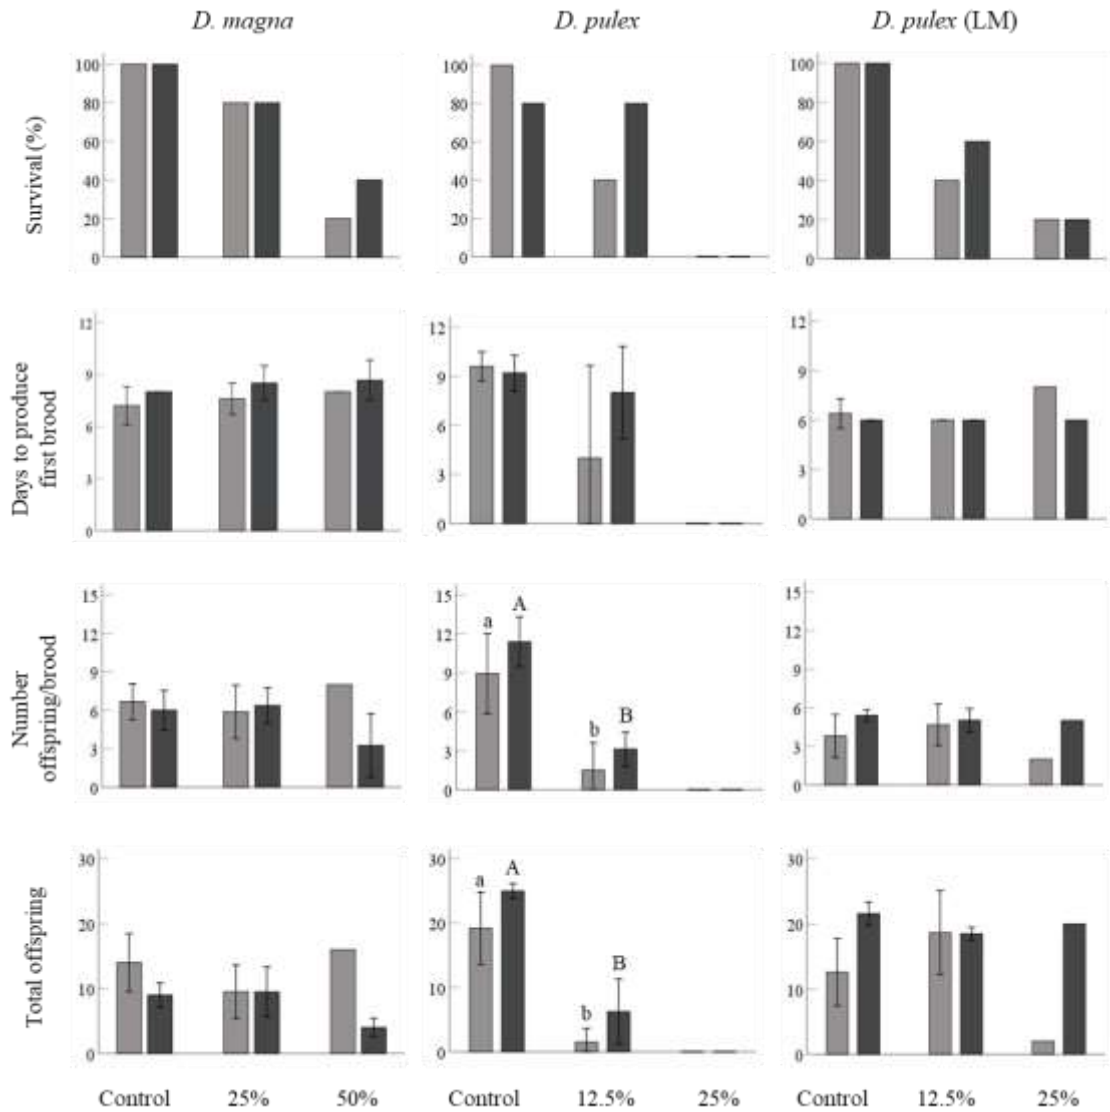 D. magna D. pulex D. pulex (LM)
Survival (%)
100 100 100
80 80 80
60 60 60
40 40 40
20 20 20
0 0 0
Days to produce
first brood
12 12 12
9 9 9
6 6 6
3 3 3
0 0 0
Number
offspring/brood
15 15 15
12 12 12
9 9 9
6 6 6
3 3 3
0 0 0
a A
b B
Total offspring
30 30 30
20 20 20
10 10 10
0 0 0
a A
b B
Control 25% 50% Control 12.5% 25% Control 12.5% 25%